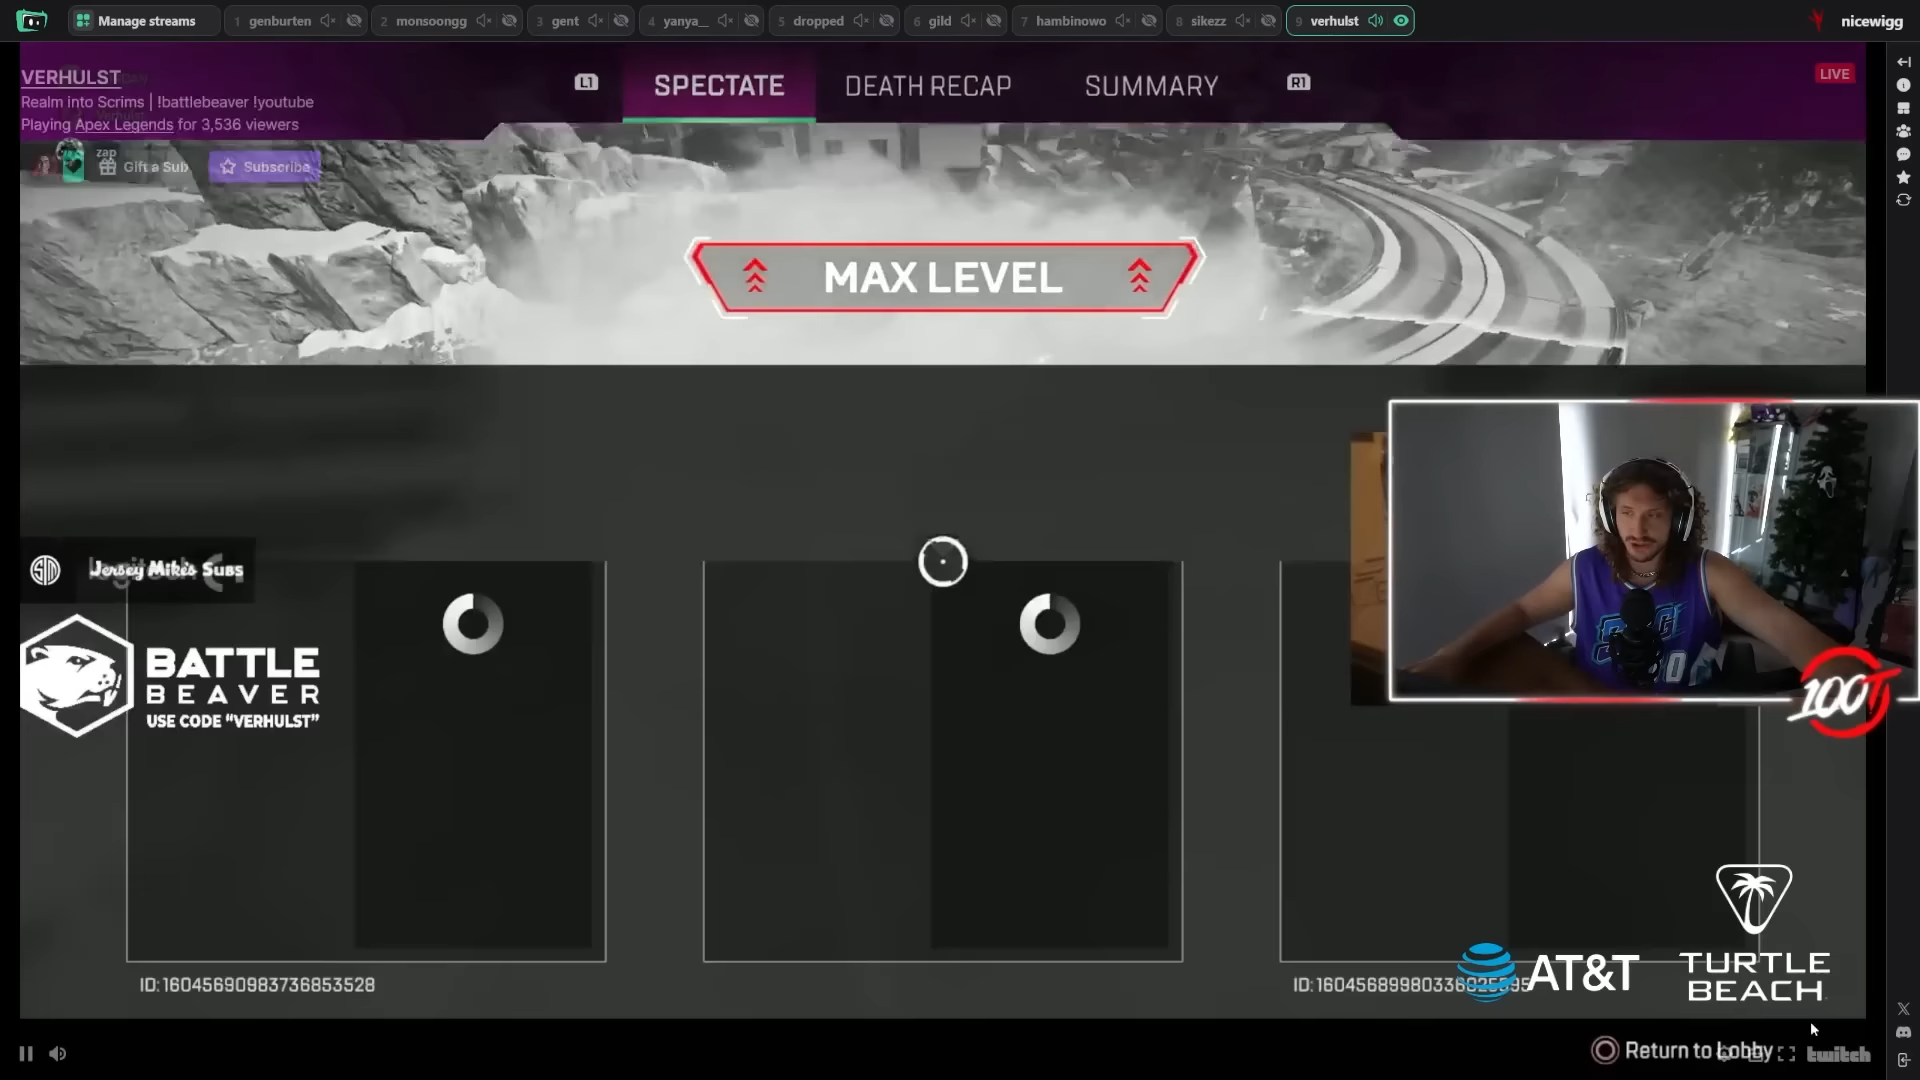 Manage streams
1 genburten
2 monsoongg
3 gent
4 yanya_
5 dropped
6 gild
7 hambinowo
8 sikezz
9 verhulst
nicewigg
VERHULST
Realm into Scrims | !battlebeaver !youtube
Playing Apex Legends for 3,536 viewers
zap
Gift a Sub
Subscribe
L1
SPECTATE
DEATH RECAP
SUMMARY
R1
LIVE
MAX LEVEL
Jersey Mike's Subs
BATTLE
BEAVER
USE CODE “VERHULST”
100T
ID:16045690983736853528
AT&T
TURTLE
BEACH
Return to Lobby
twitch